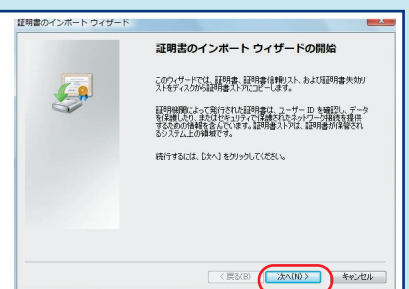 証明書のインポート ウィザード
証明書のインポート ウィザードの開始
このウィザードでは、証明書、証明書信頼リスト、および証明書失効リ
ストをディスクから証明書ストアにコピーします。
証明機関によって発行された証明書は、ユーザー ID を確認し、データ
を保護したり、またはセキュリティで保護されたネットワーク接続を提供
するための情報を含んでいます。証明書ストアは、証明書が保管され
るシステム上の領域です。
続行するには、[次へ] をクリックしてください。
< 戻る(B) 次へ(N) > キャンセル